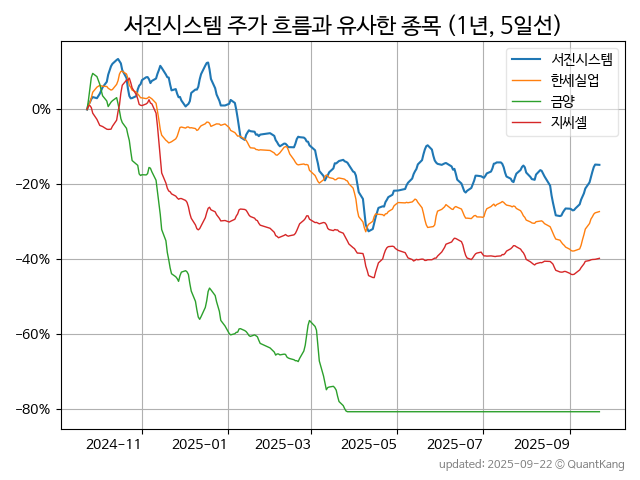 서진시스템 주가 흐름과 유사한 종목 (1년, 5일선)
서진시스템
한세실업
금양
지씨셀
0%
−20%
−40%
−60%
−80%
2024-11 2025-01 2025-03 2025-05 2025-07 2025-09
updated: 2025-09-22 © QuantKang